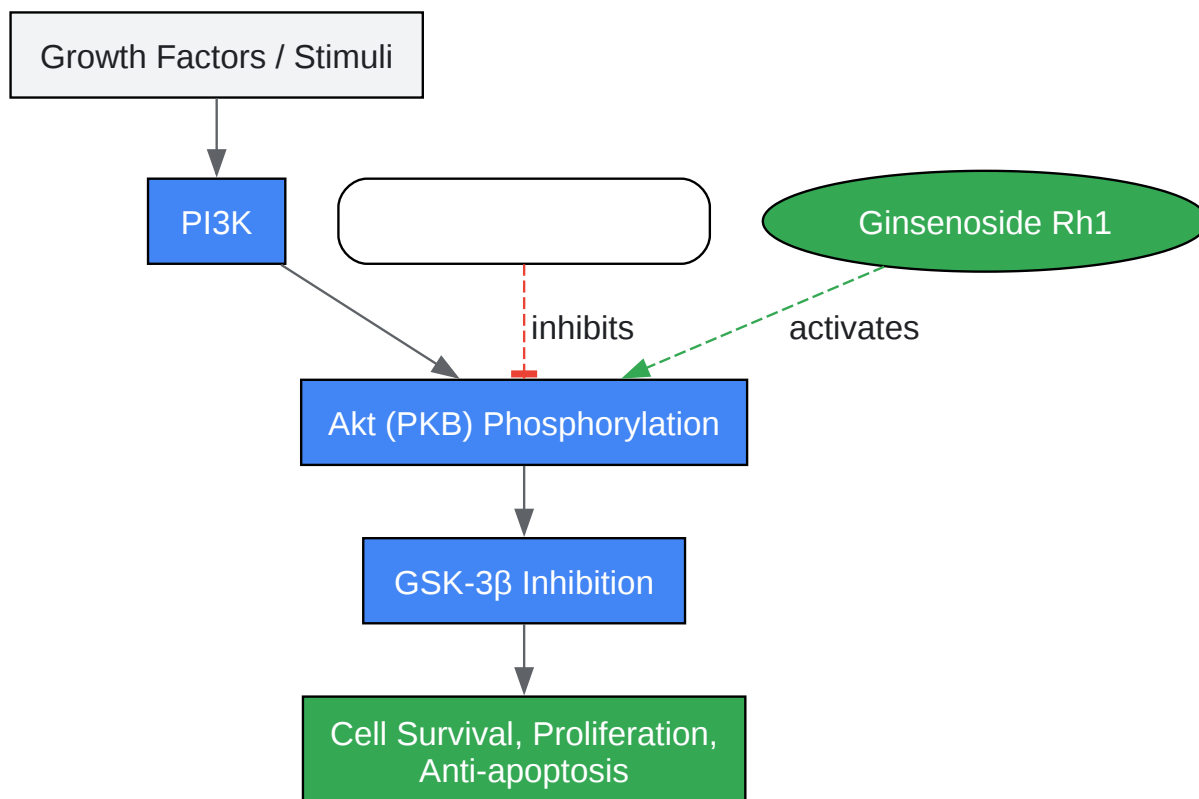 Growth Factors / Stimuli
PI3K
Ginsenoside Rh1
inhibits
activates
Akt (PKB) Phosphorylation
GSK-3β Inhibition
Cell Survival, Proliferation,
Anti-apoptosis